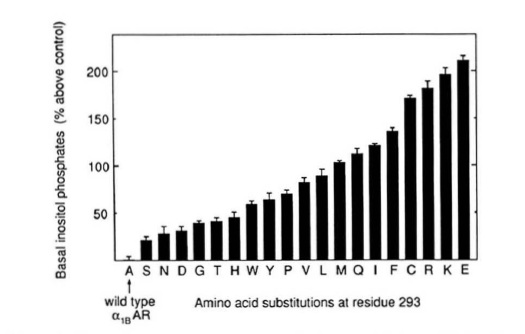 Basal inositol phosphates (% above control)
200
150
100
50
A S N D G T H W Y P V L M Q I F C R K E
wild type
α1BAR
Amino acid substitutions at residue 293